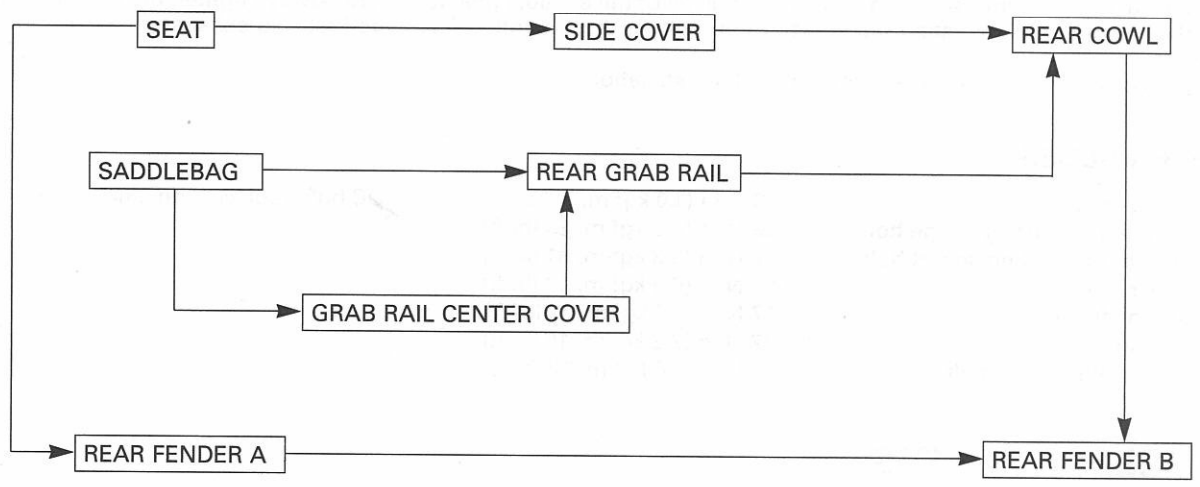 SEAT
SIDE COVER
REAR COWL
SADDLEBAG
REAR GRAB RAIL
GRAB RAIL CENTER COVER
REAR FENDER A
REAR FENDER B